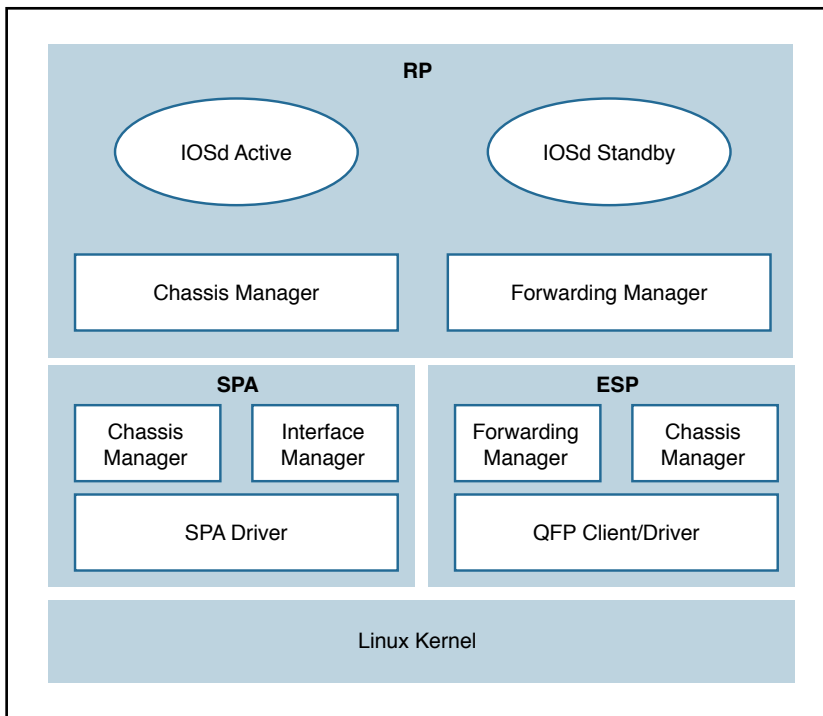 RP
IOSd Active
IOSd Standby
Chassis Manager
Forwarding Manager
SPA
Chassis
Manager
Interface
Manager
SPA Driver
ESP
Forwarding
Manager
Chassis
Manager
QFP Client/Driver
Linux Kernel